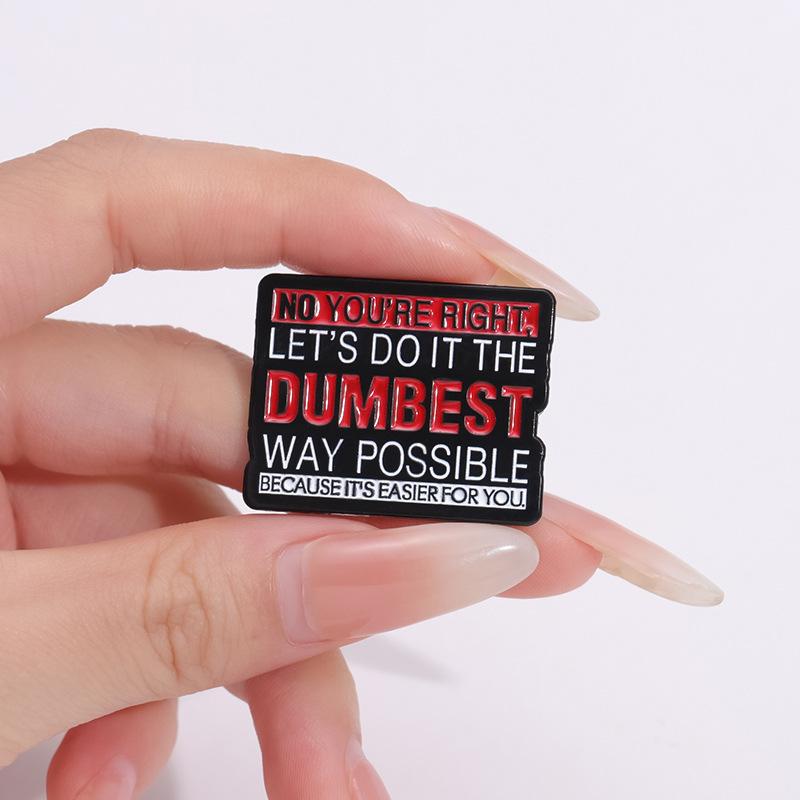 NO YOU'RE RIGHT,
LET'S DO IT THE
DUMBEST
WAY POSSIBLE
BECAUSE IT'S EASIER FOR YOU.